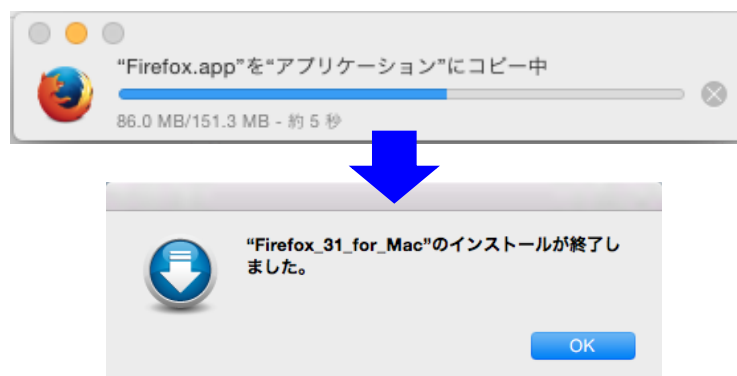 “Firefox.app”を“アプリケーション”にコピー中
86.0 MB/151.3 MB - 約 5 秒
“Firefox_31_for_Mac”のインストールが終了し
ました。
OK